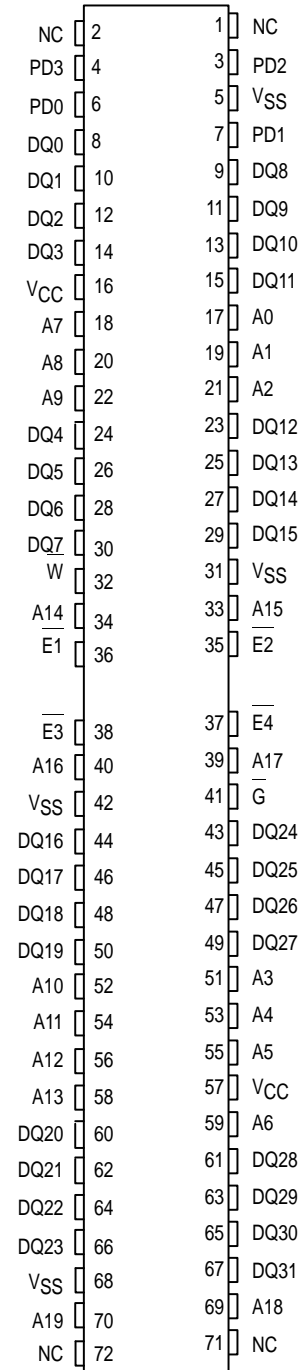 NC 2 1 NC
PD3 4 3 PD2
PD0 6 5 VSS
DQ0 8 7 PD1
DQ1 10 9 DQ8
DQ2 12 11 DQ9
DQ3 14 13 DQ10
VCC 16 15 DQ11
A7 18 17 A0
A8 20 19 A1
A9 22 21 A2
DQ4 24 23 DQ12
DQ5 26 25 DQ13
DQ6 28 27 DQ14
DQ7 30 29 DQ15
W̅ 32 31 VSS
A14 34 33 A15
E̅1̅ 36 35 E̅2̅
E̅3̅ 38 37 E̅4̅
A16 40 39 A17
VSS 42 41 G̅
DQ16 44 43 DQ24
DQ17 46 45 DQ25
DQ18 48 47 DQ26
DQ19 50 49 DQ27
A10 52 51 A3
A11 54 53 A4
A12 56 55 A5
A13 58 57 VCC
DQ20 60 59 A6
DQ21 62 61 DQ28
DQ22 64 63 DQ29
DQ23 66 65 DQ30
VSS 68 67 DQ31
A19 70 69 A18
NC 72 71 NC